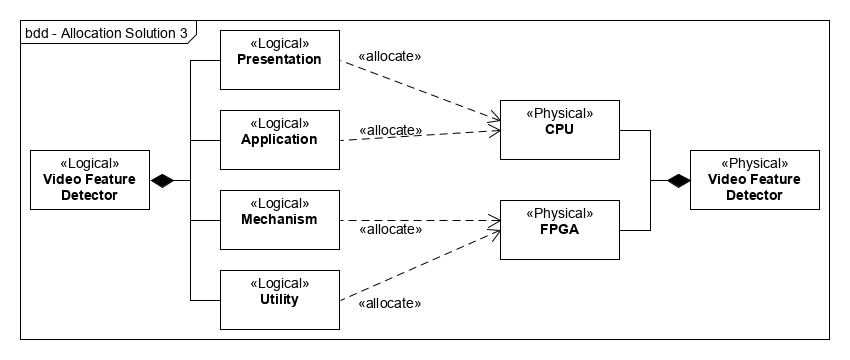 bdd - Allocation Solution 3
«Logical»
Video Feature
Detector
«Logical»
Presentation
«Logical»
Application
«Logical»
Mechanism
«Logical»
Utility
«allocate»
«allocate»
«allocate»
«allocate»
«Physical»
CPU
«Physical»
FPGA
«Physical»
Video Feature
Detector